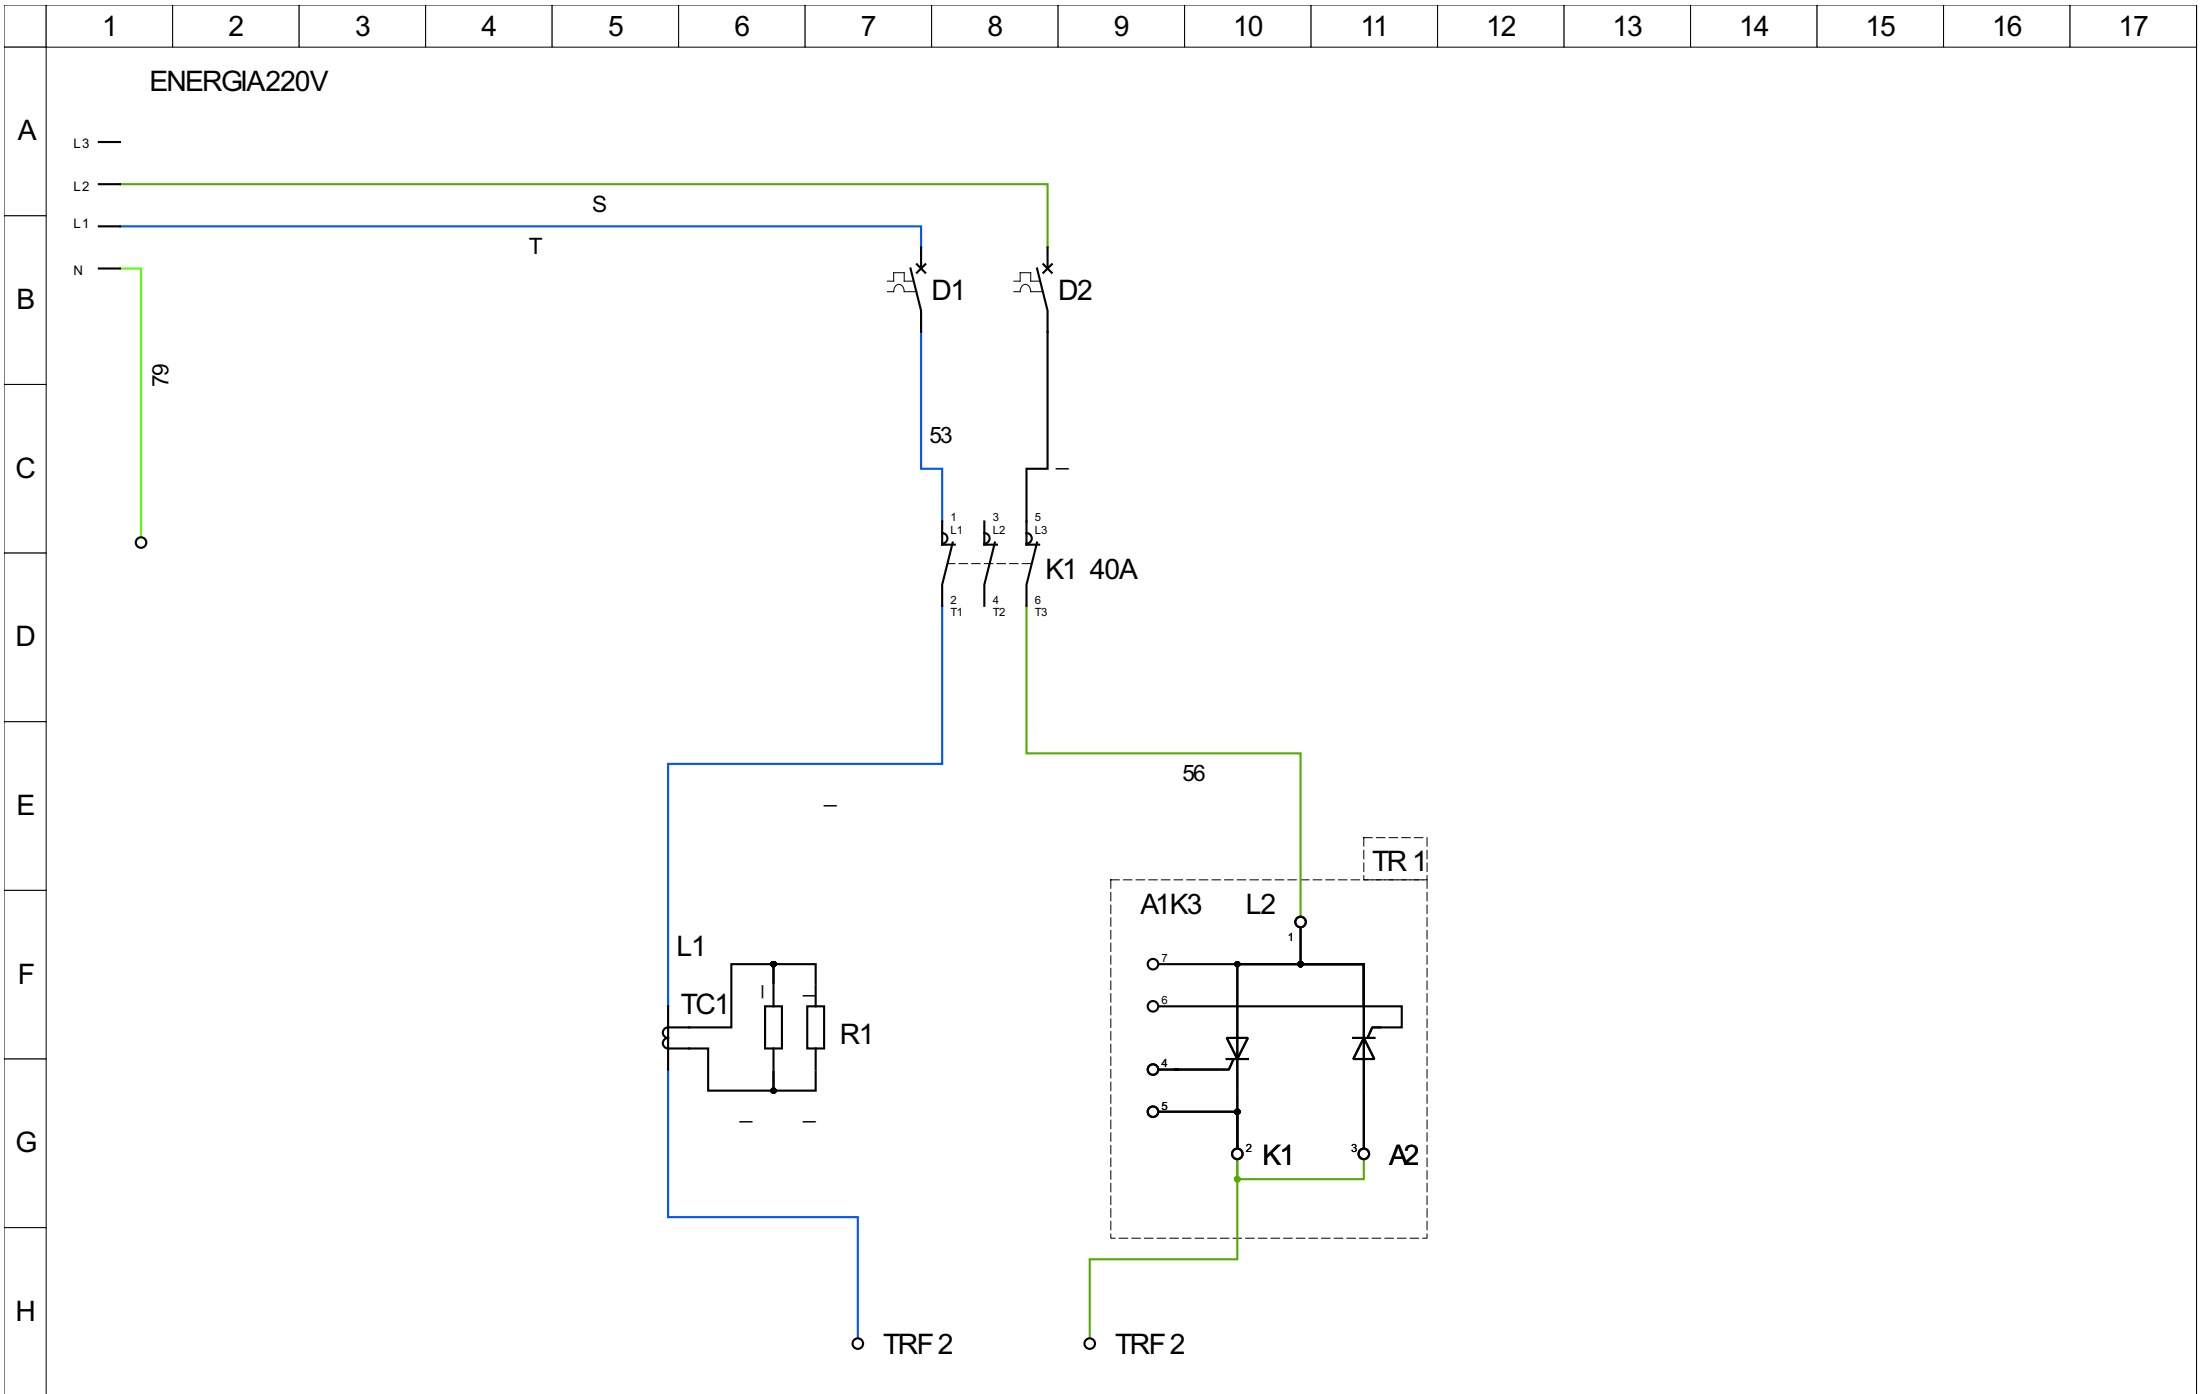 1 2 3 4 5 6 7 8 9 10 11 12 13 14 15 16 17
ENERGIA220V
A
L3
L2
S
L1
T
N
B
D1
D2
79
53
C
1 3 5
L1 L2 L3
K1 40A
2 4 6
T1 T2 T3
D
56
E
TR 1
A1K3 L2
1
L1
7
F
6
TC1
R1
4
5
G
2 K1 3 A2
H
TRF 2 TRF 2